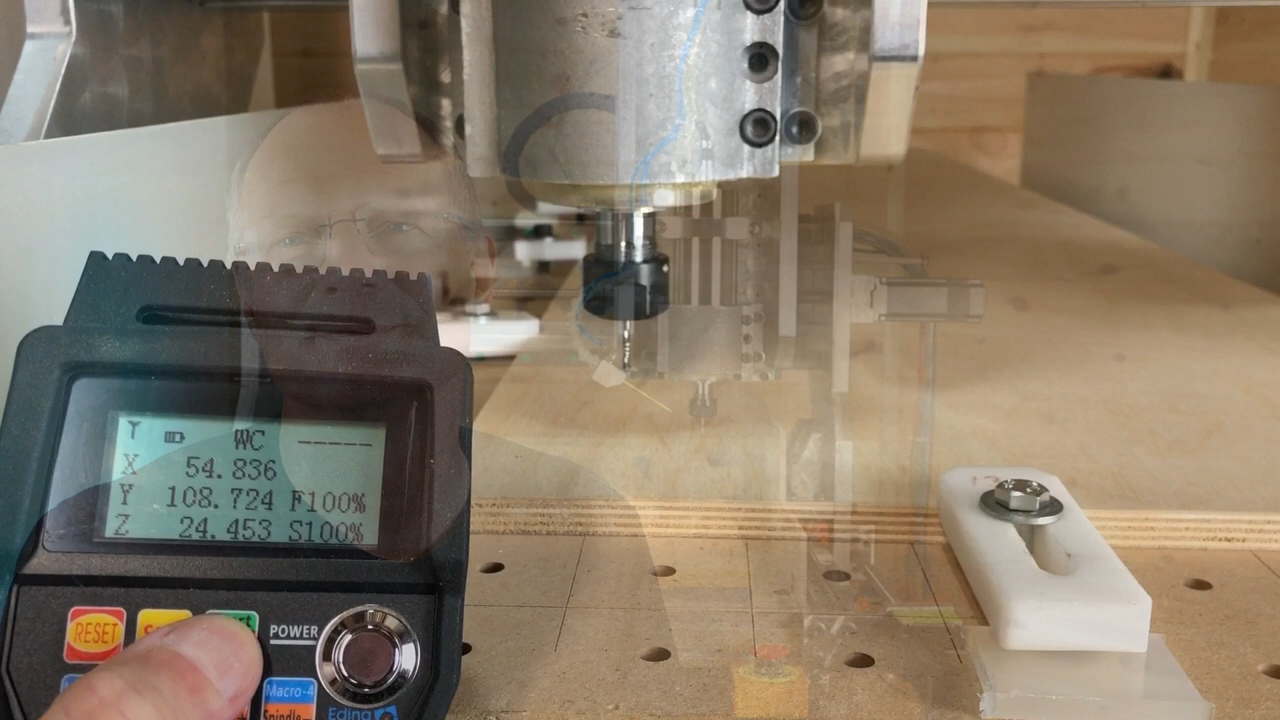 WC -----
X 54.836
Y 108.724 F100%
Z 24.453 S100%
RESET
POWER
Macro-4
Spindle
Eding